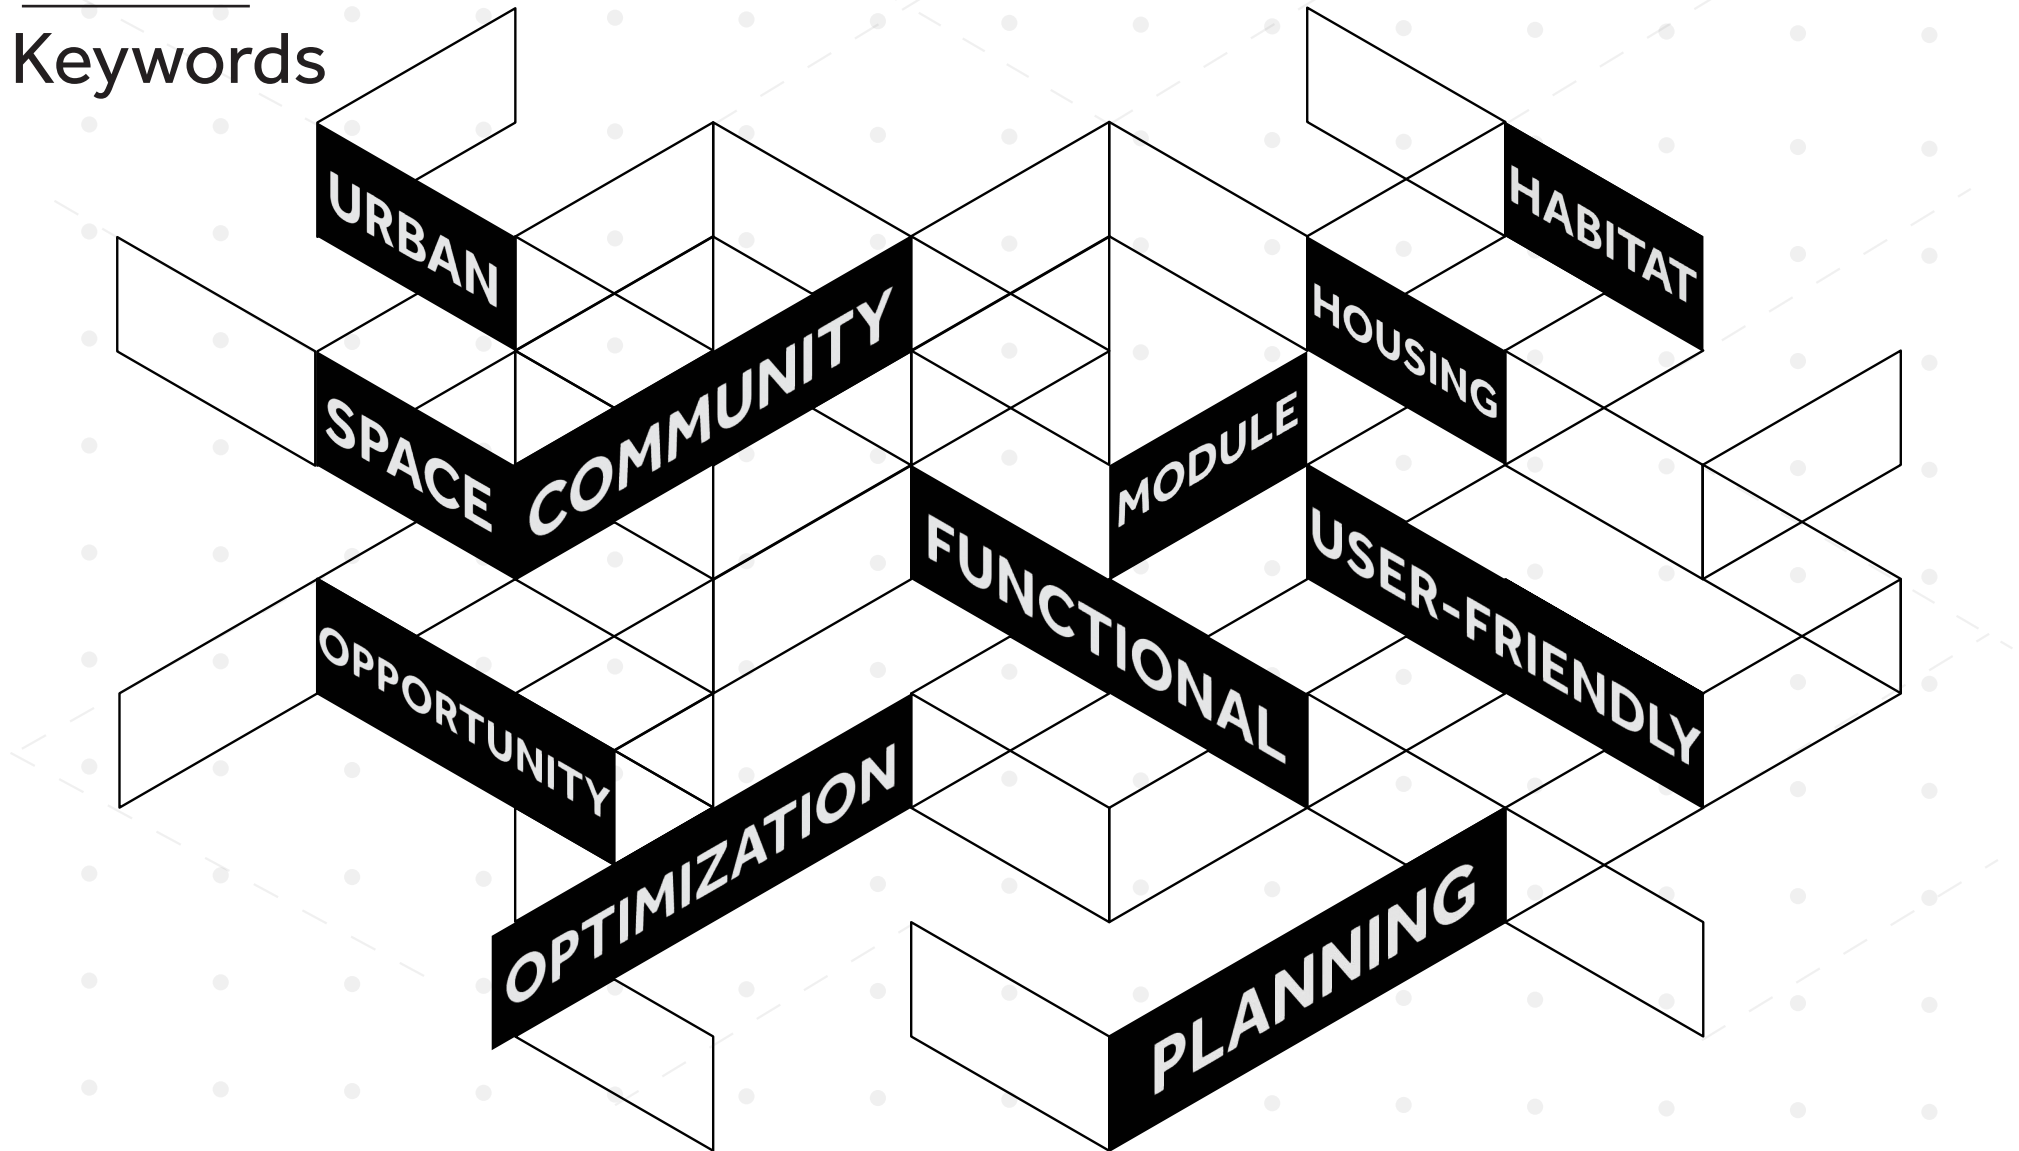 Keywords
URBAN
HABITAT
SPACE
COMMUNITY
HOUSING
MODULE
FUNCTIONAL
USER-FRIENDLY
OPPORTUNITY
OPTIMIZATION
PLANNING